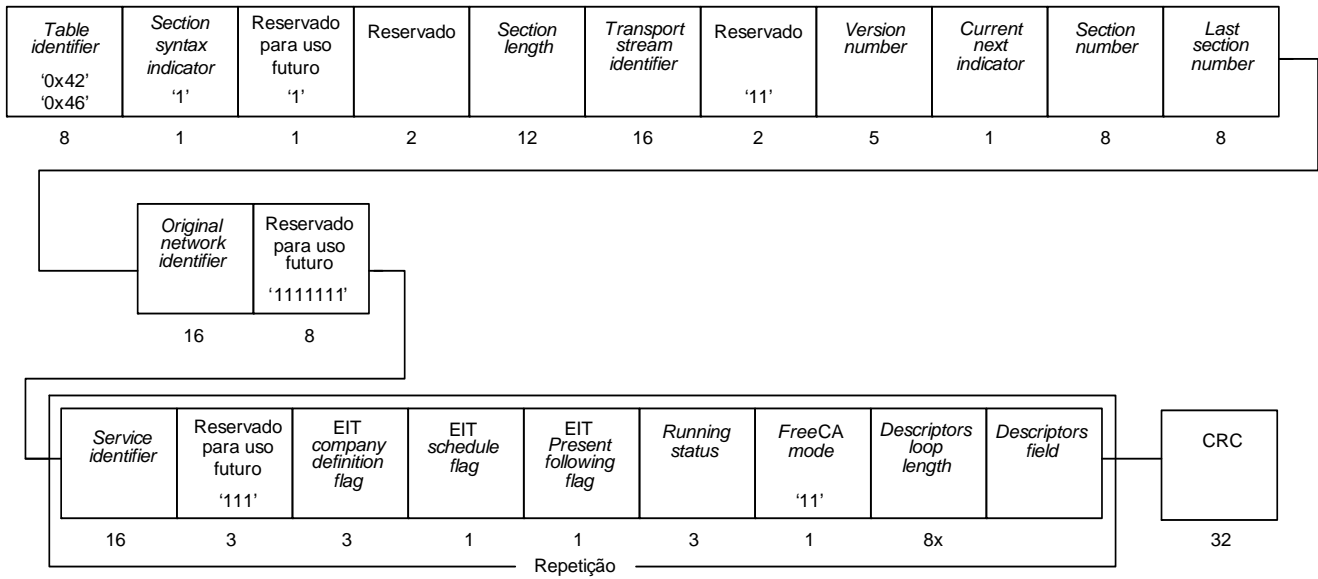 Table
identifier
'0x42'
'0x46'
Section
syntax
indicator
'1'
Reservado
para uso
futuro
'1'
Reservado
Section
length
Transport
stream
identifier
Reservado
'11'
Version
number
Current
next
indicator
Section
number
Last
section
number
8 1 1 2 12 16 2 5 1 8 8
Original
network
identifier
Reservado
para uso
futuro
'1111111'
16 8
Service
identifier
Reservado
para uso
futuro
'111'
EIT
company
definition
flag
EIT
schedule
flag
EIT
Present
following
flag
Running
status
FreeCA
mode
'11'
Descriptors
loop
length
Descriptors
field
CRC
16 3 3 1 1 3 1 8x 32
Repetição